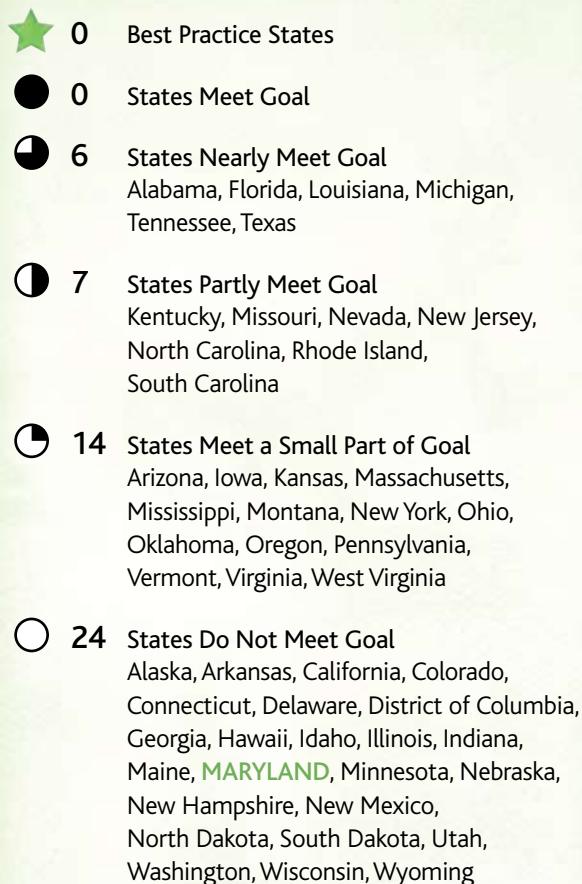 0 Best Practice States
0 States Meet Goal
6 States Nearly Meet Goal
Alabama, Florida, Louisiana, Michigan,
Tennessee, Texas
7 States Partly Meet Goal
Kentucky, Missouri, Nevada, New Jersey,
North Carolina, Rhode Island,
South Carolina
14 States Meet a Small Part of Goal
Arizona, Iowa, Kansas, Massachusetts,
Mississippi, Montana, New York, Ohio,
Oklahoma, Oregon, Pennsylvania,
Vermont, Virginia, West Virginia
24 States Do Not Meet Goal
Alaska, Arkansas, California, Colorado,
Connecticut, Delaware, District of Columbia,
Georgia, Hawaii, Idaho, Illinois, Indiana,
Maine, MARYLAND, Minnesota, Nebraska,
New Hampshire, New Mexico,
North Dakota, South Dakota, Utah,
Washington, Wisconsin, Wyoming